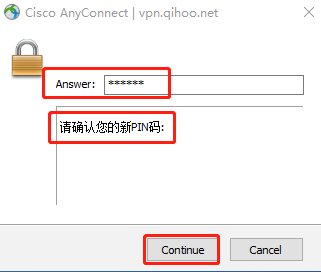 Cisco AnyConnect | vpn.qihoo.net
Answer: ******
请确认您的新PIN码:
Continue Cancel